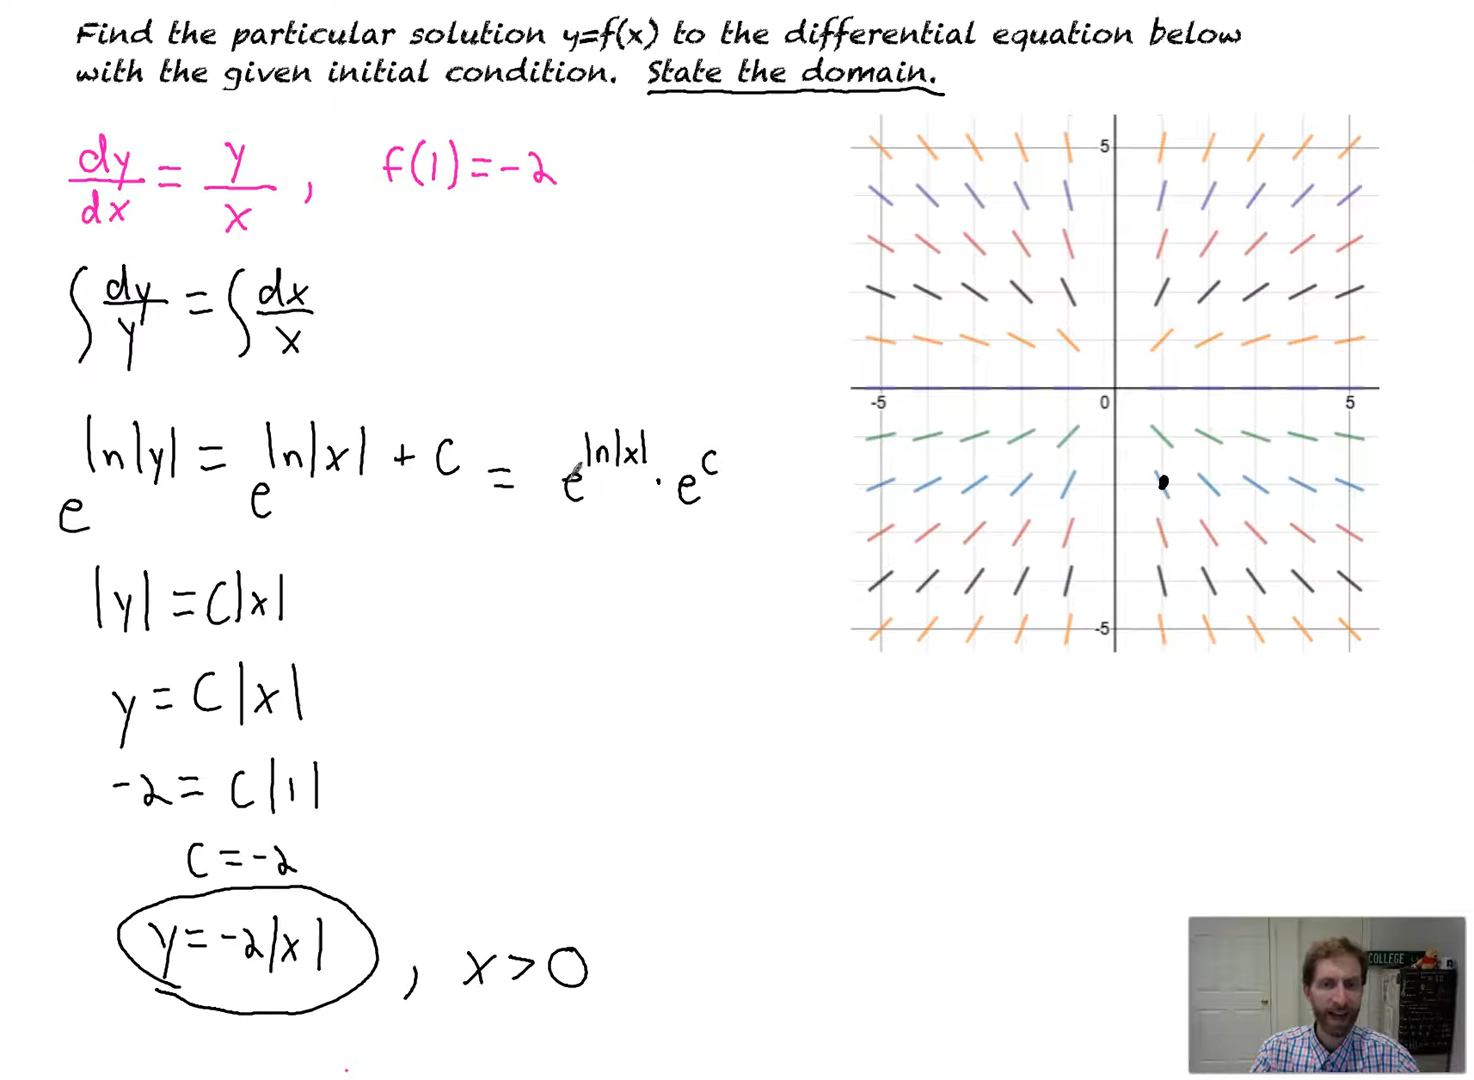 Find the particular solution y=f(x) to the differential equation below
with the given initial condition. State the domain.
dy/dx = y/x , f(1)=-2
∫ dy/y = ∫ dx/x
e^ln|y| = e^ln|x| + C = e^ln|x| · e^C
|y| = C|x|
y = C|x|
-2 = C|1|
C = -2
y = -2|x| , x > 0
5
-5 0 5
-5
COLLEGE